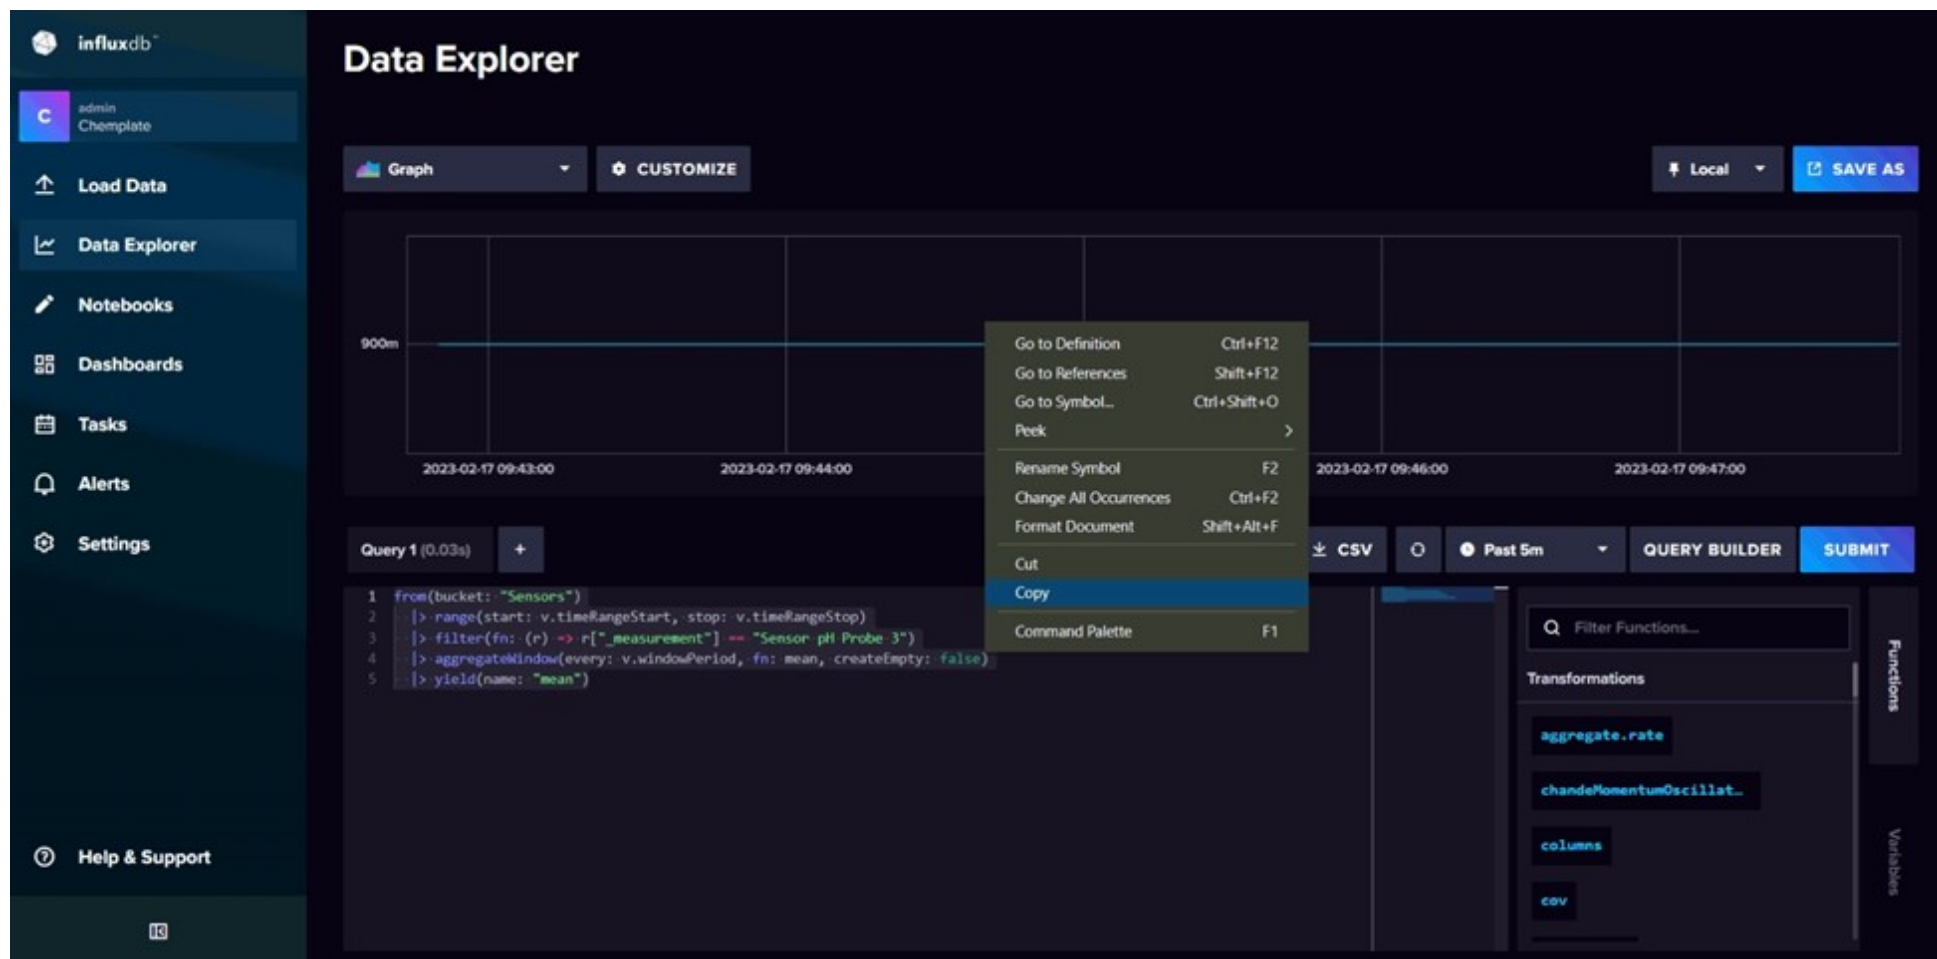 influxdb™
C
admin
Chemplate
Load Data
Data Explorer
Notebooks
Dashboards
Tasks
Alerts
Settings
Help & Support
Data Explorer
Graph
CUSTOMIZE
Local
SAVE AS
900m
2023-02-17 09:43:00
2023-02-17 09:44:00
2023-02-17 09:46:00
2023-02-17 09:47:00
Go to Definition Ctrl+F12
Go to References Shift+F12
Go to Symbol... Ctrl+Shift+O
Peek
Rename Symbol F2
Change All Occurrences Ctrl+F2
Format Document Shift+Alt+F
Cut
Copy
Command Palette F1
Query 1 (0.03s)
+
CSV
Past 5m
QUERY BUILDER
SUBMIT
1 from(bucket: "Sensors")
2 |> range(start: v.timeRangeStart, stop: v.timeRangeStop)
3 |> filter(fn: (r) => r["_measurement"] == "Sensor pH Probe 3")
4 |> aggregateWindow(every: v.windowPeriod, fn: mean, createEmpty: false)
5 |> yield(name: "mean")
Filter Functions...
Transformations
aggregate.rate
chandeMomentumOscillat…
columns
cov
Functions
Variables